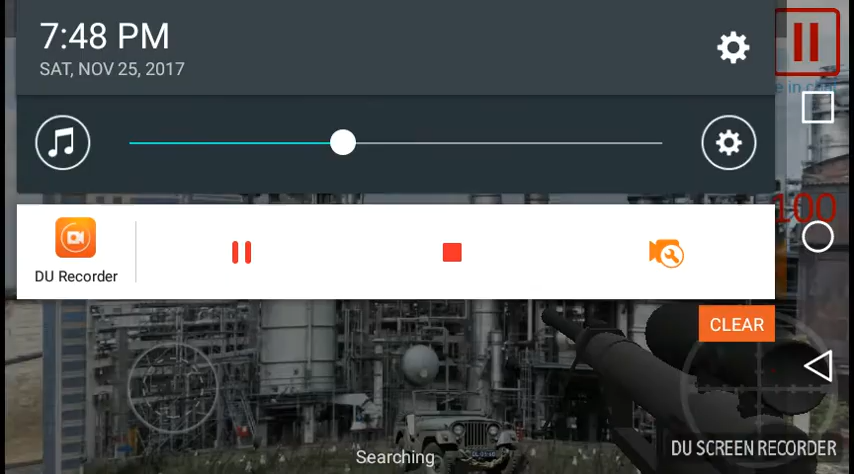 7:48 PM
SAT, NOV 25, 2017
100
DU Recorder
CLEAR
Searching
DU SCREEN RECORDER